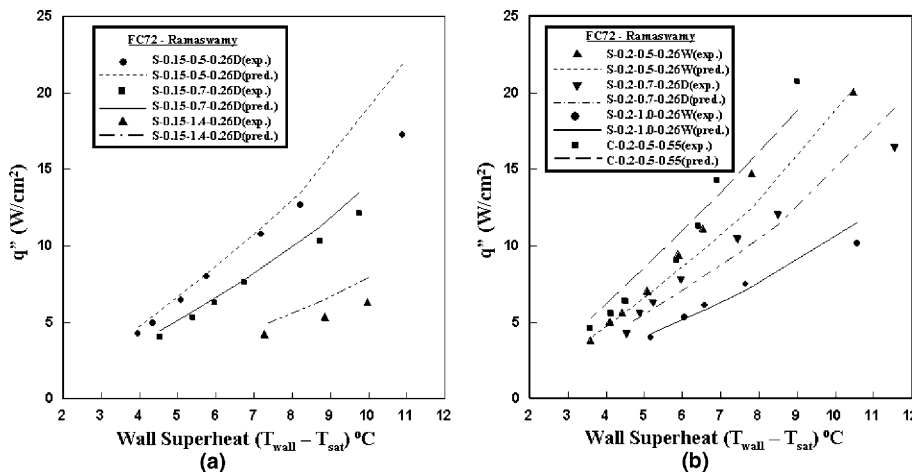 25
20
15
10
5
0
q” (W/cm²)
FC72 - Ramaswamy
S-0.15-0.5-0.26D(exp.)
S-0.15-0.5-0.26D(pred.)
S-0.15-0.7-0.26D(exp.)
S-0.15-0.7-0.26D(pred.)
S-0.15-1.4-0.26D(exp.)
S-0.15-1.4-0.26D(pred.)
2 3 4 5 6 7 8 9 10 11 12
Wall Superheat (Twall – Tsat) ⁰C
(a)
25
20
15
10
5
0
q” (W/cm²)
FC72 - Ramaswamy
S-0.2-0.5-0.26W(exp.)
S-0.2-0.5-0.26W(pred.)
S-0.2-0.7-0.26D(exp.)
S-0.2-0.7-0.26D(pred.)
S-0.2-1.0-0.26W(exp.)
S-0.2-1.0-0.26W(pred.)
C-0.2-0.5-0.55(exp.)
C-0.2-0.5-0.55(pred.)
2 3 4 5 6 7 8 9 10 11 12
Wall Superheat (Twall – Tsat) ⁰C
(b)